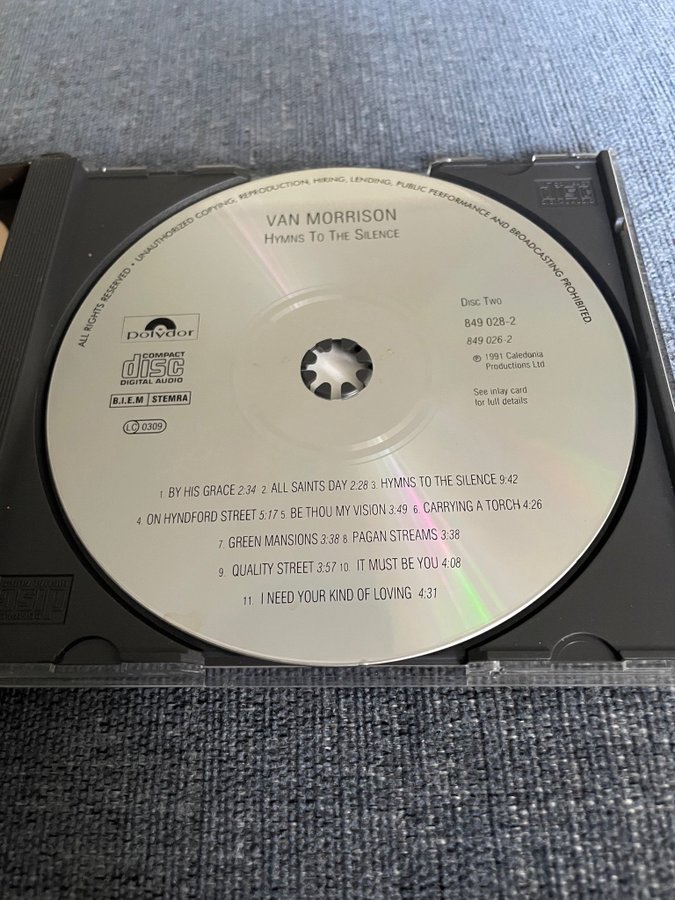 ALL RIGHTS RESERVED • UNAUTHORIZED COPYING, REPRODUCTION, HIRING, LENDING, PUBLIC PERFORMANCE AND BROADCASTING PROHIBITED.
VAN MORRISON
HYMNS TO THE SILENCE
Disc Two
849 028-2
849 026-2
℗ 1991 Caledonia
Productions Ltd
See inlay card
for full details
polydor
COMPACT
disc
DIGITAL AUDIO
B.I.E.M STEMRA
LC 0309
1. BY HIS GRACE 2:34 2. ALL SAINTS DAY 2:28 3. HYMNS TO THE SILENCE 9:42
4. ON HYNDFORD STREET 5:17 5. BE THOU MY VISION 3:49 6. CARRYING A TORCH 4:26
7. GREEN MANSIONS 3:38 8. PAGAN STREAMS 3:38
9. QUALITY STREET 3:57 10. IT MUST BE YOU 4:08
11. I NEED YOUR KIND OF LOVING 4:31